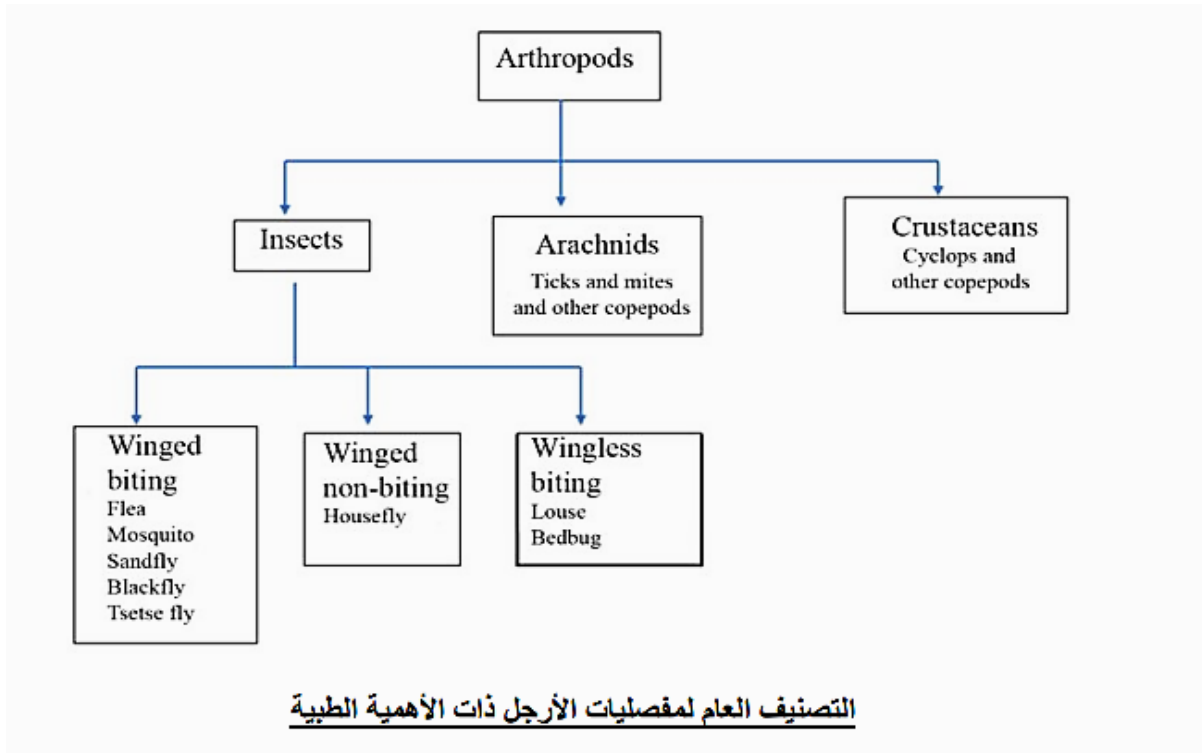 Arthropods
Insects
Arachnids
Ticks and mites
and other copepods
Crustaceans
Cyclops and
other copepods
Winged
biting
Flea
Mosquito
Sandfly
Blackfly
Tsetse fly
Winged
non-biting
Housefly
Wingless
biting
Louse
Bedbug
التصنيف العام لمفصليات الأرجل ذات الأهمية الطبية